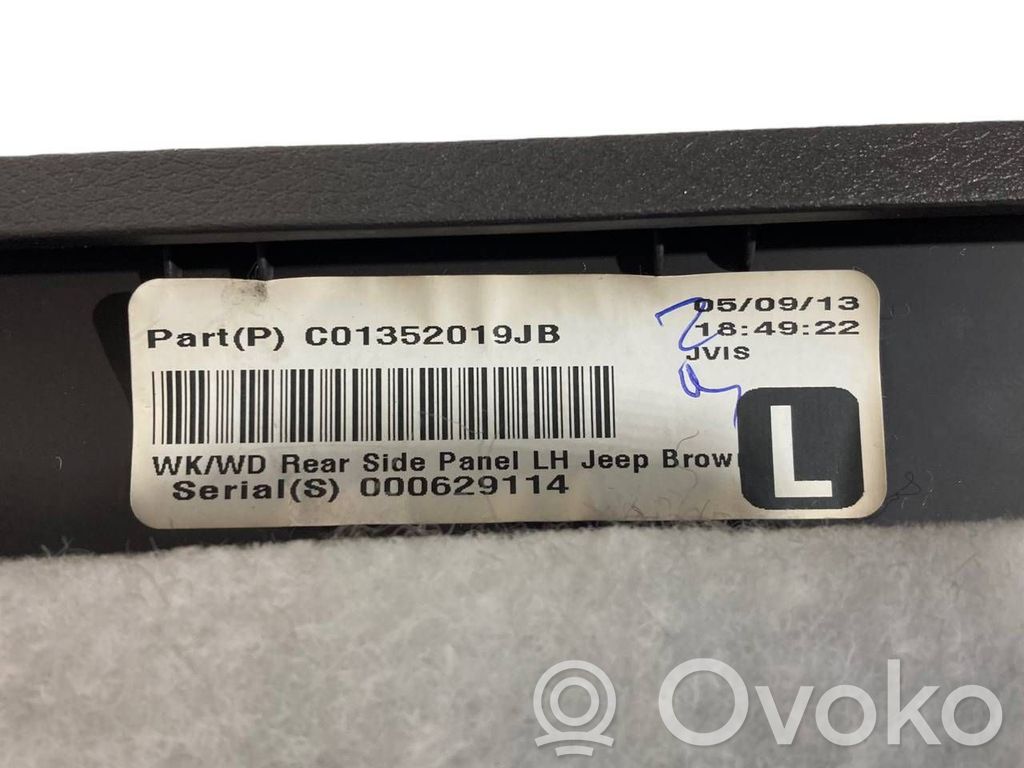 05/09/13
Part(P) C01352019JB
18:49:22
JVIS
WK/WD Rear Side Panel LH Jeep Brow
L
Serial(S) 000629114
Ovoko